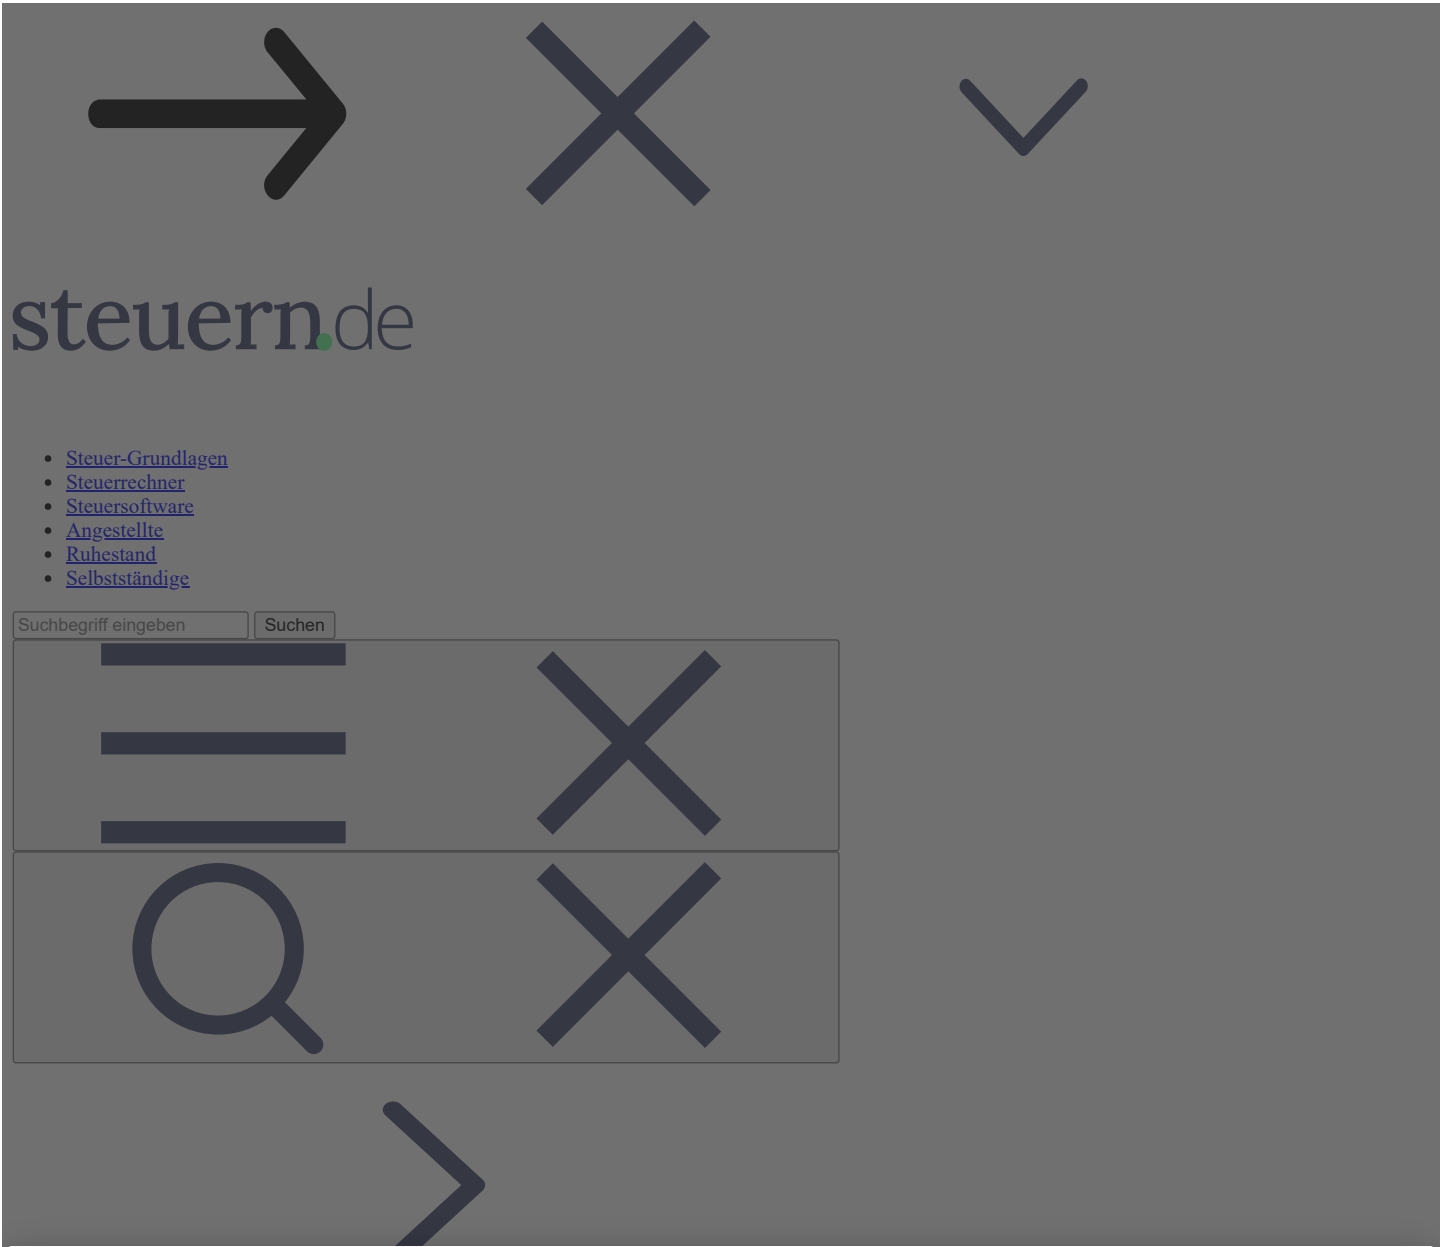 steuern.de
Steuer-Grundlagen
Steuerrechner
Steuersoftware
Angestellte
Ruhestand
Selbstständige
Suchbegriff eingeben Suchen